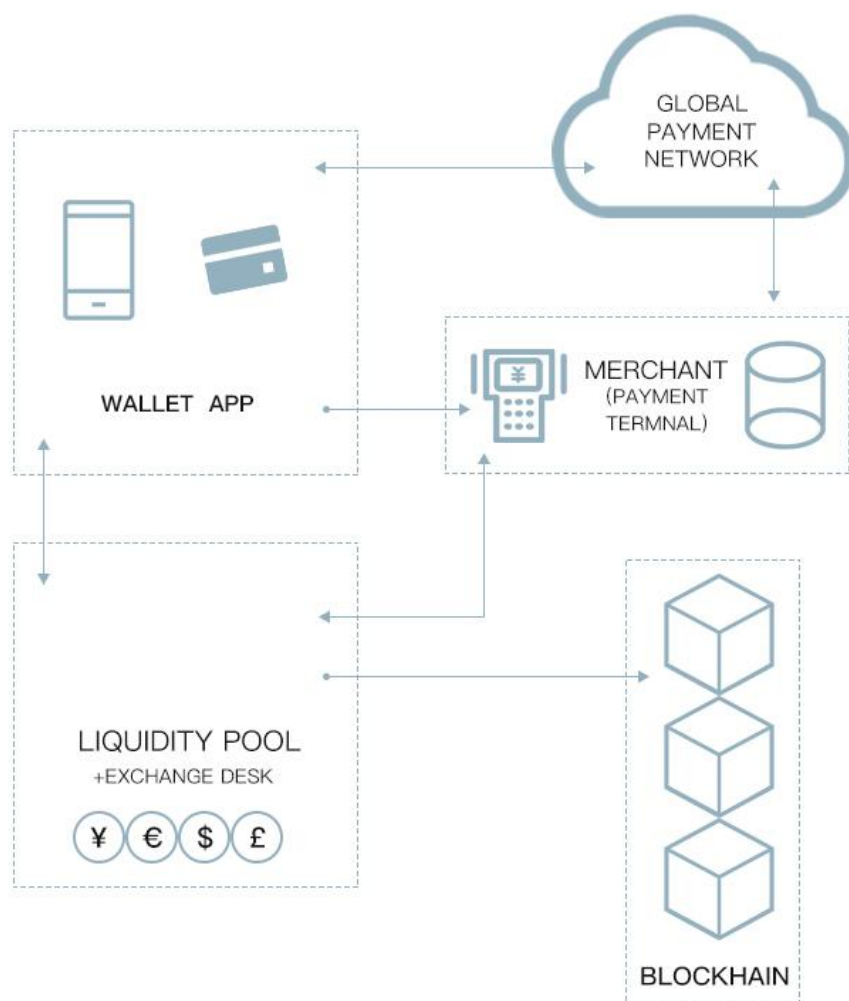 GLOBAL
PAYMENT
NETWORK
WALLET APP
¥
MERCHANT
(PAYMENT
TERMNAL)
LIQUIDITY POOL
+EXCHANGE DESK
¥ € $ £
BLOCKHAIN